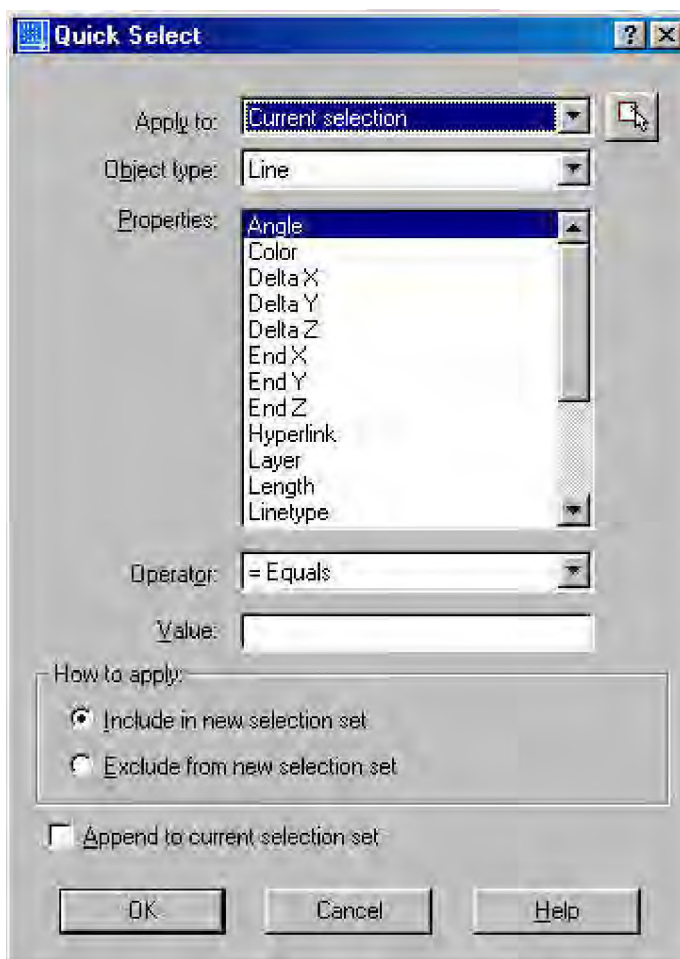 Quick Select
Apply to: Current selection
Object type: Line
Properties: Angle
Color
Delta X
Delta Y
Delta Z
End X
End Y
End Z
Hyperlink
Layer
Length
Linetype
Operator: = Equals
Value:
How to apply:
Include in new selection set
Exclude from new selection set
Append to current selection set
OK Cancel Help